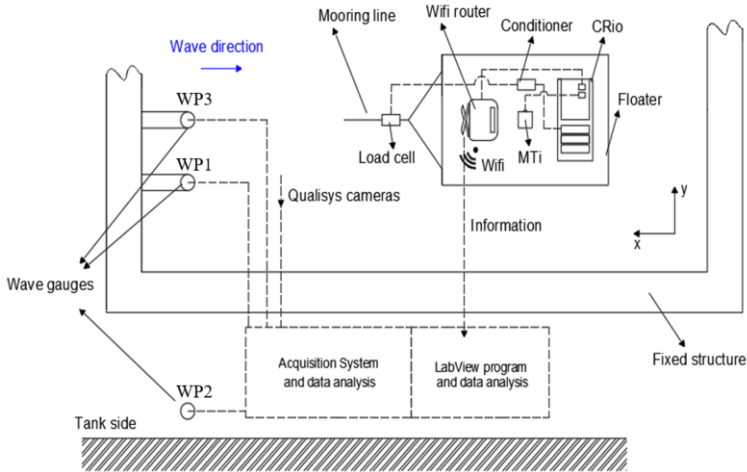 Mooring line
Wifi router
Conditioner
CRio
Wave direction
WP3
Floater
Load cell
Wifi
MTi
WP1
Qualisys cameras
y
x
Information
Wave gauges
Acquisition System
and data analysis
LabView program
and data analysis
Fixed structure
WP2
Tank side